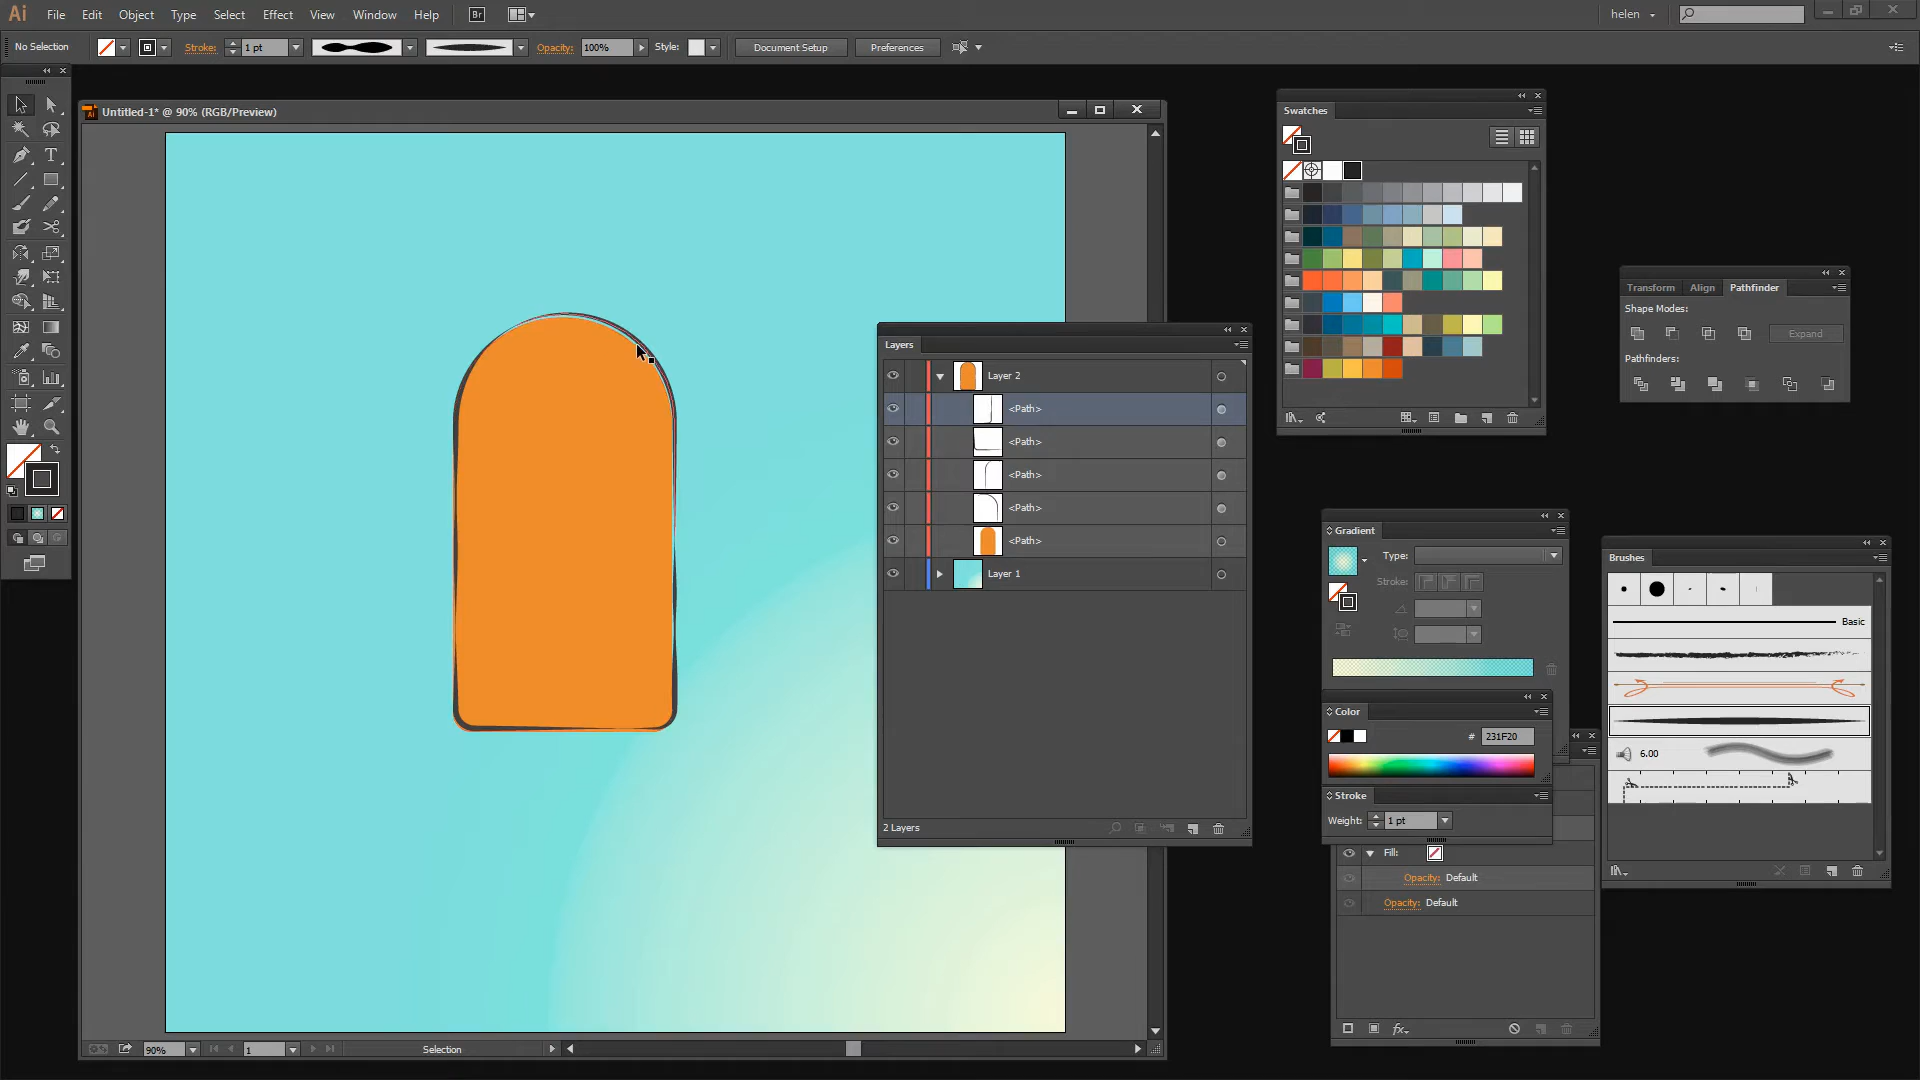 Ai File Edit Object Type Select Effect View Window Help Br helen
No Selection Stroke: 1 pt Opacity: 100% Style: Document Setup Preferences
Untitled-1* @ 90% (RGB/Preview)
Swatches
Transform Align Pathfinder
Shape Modes:
Expand
Pathfinders:
Layers
Layer 2
<Path>
<Path>
<Path>
<Path>
<Path>
Layer 1
2 Layers
Gradient
Type:
Stroke:
Brushes
Basic
6.00
Color
# 231F20
Stroke
Weight: 1 pt
Fill:
Opacity: Default
Opacity: Default
fx
90% 1 Selection